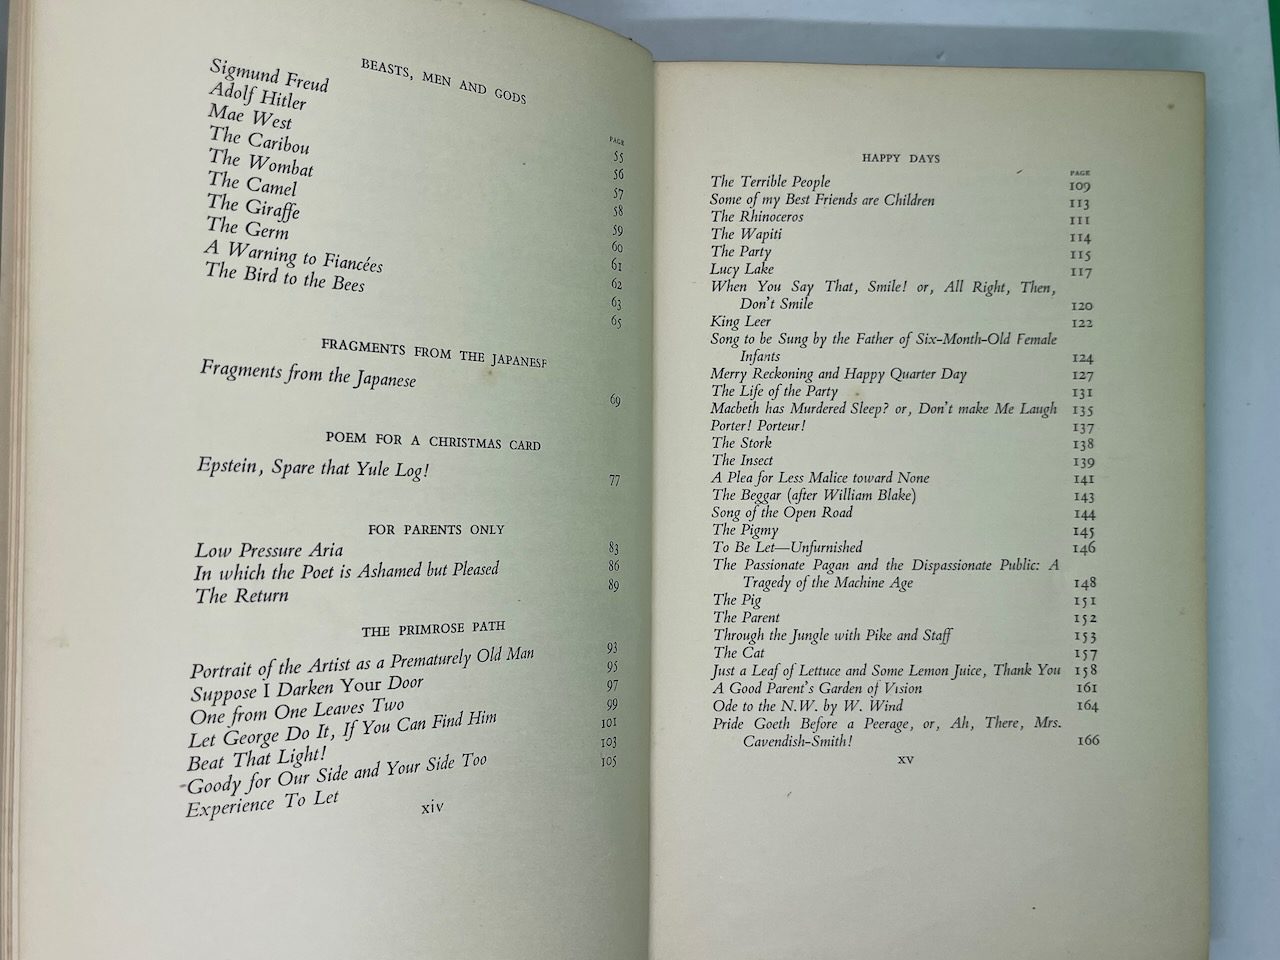 BEASTS, MEN AND GODS
PAGE
Sigmund Freud 55
Adolf Hitler 56
Mae West 57
The Caribou 58
The Wombat 59
The Camel 60
The Giraffe 61
The Germ 62
A Warning to Fiancées 63
The Bird to the Bees 65
FRAGMENTS FROM THE JAPANESE
Fragments from the Japanese 69
POEM FOR A CHRISTMAS CARD
Epstein, Spare that Yule Log! 77
FOR PARENTS ONLY
Low Pressure Aria 83
In which the Poet is Ashamed but Pleased 86
The Return 89
THE PRIMROSE PATH
Portrait of the Artist as a Prematurely Old Man 93
Suppose I Darken Your Door 95
One from One Leaves Two 97
Let George Do It, If You Can Find Him 99
Beat That Light! 101
Goody for Our Side and Your Side Too 103
Experience To Let 105
xiv
HAPPY DAYS
PAGE
The Terrible People 109
Some of my Best Friends are Children 113
The Rhinoceros 111
The Wapiti 114
The Party 115
Lucy Lake 117
When You Say That, Smile! or, All Right, Then,
Don't Smile 120
King Leer 122
Song to be Sung by the Father of Six-Month-Old Female
Infants 124
Merry Reckoning and Happy Quarter Day 127
The Life of the Party 131
Macbeth has Murdered Sleep? or, Don't make Me Laugh 135
Porter! Porteur! 137
The Stork 138
The Insect 139
A Plea for Less Malice toward None 141
The Beggar (after William Blake) 143
Song of the Open Road 144
The Pigmy 145
To Be Let—Unfurnished 146
The Passionate Pagan and the Dispassionate Public: A
Tragedy of the Machine Age 148
The Pig 151
The Parent 152
Through the Jungle with Pike and Staff 153
The Cat 157
Just a Leaf of Lettuce and Some Lemon Juice, Thank You 158
A Good Parent's Garden of Vision 161
Ode to the N.W. by W. Wind 164
Pride Goeth Before a Peerage, or, Ah, There, Mrs.
Cavendish-Smith! 166
xv